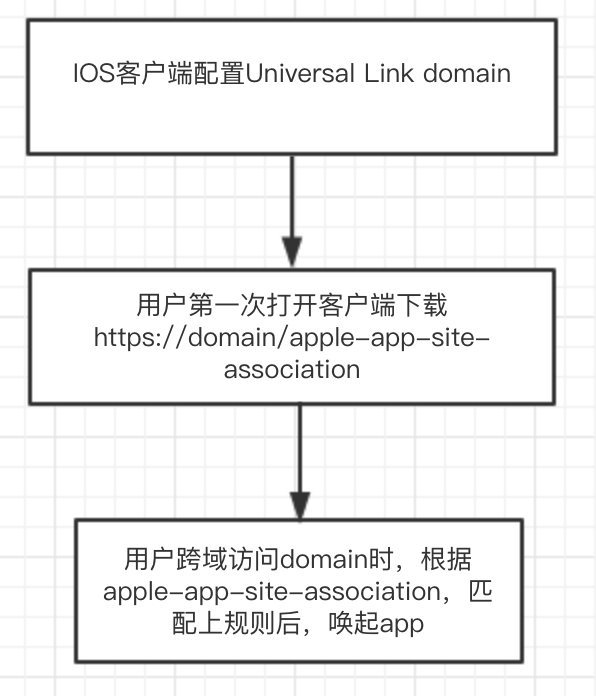 IOS客户端配置Universal Link domain
用户第一次打开客户端下载
https://domain/apple-app-site-
association
用户跨域访问domain时，根据
apple-app-site-association，匹
配上规则后，唤起app